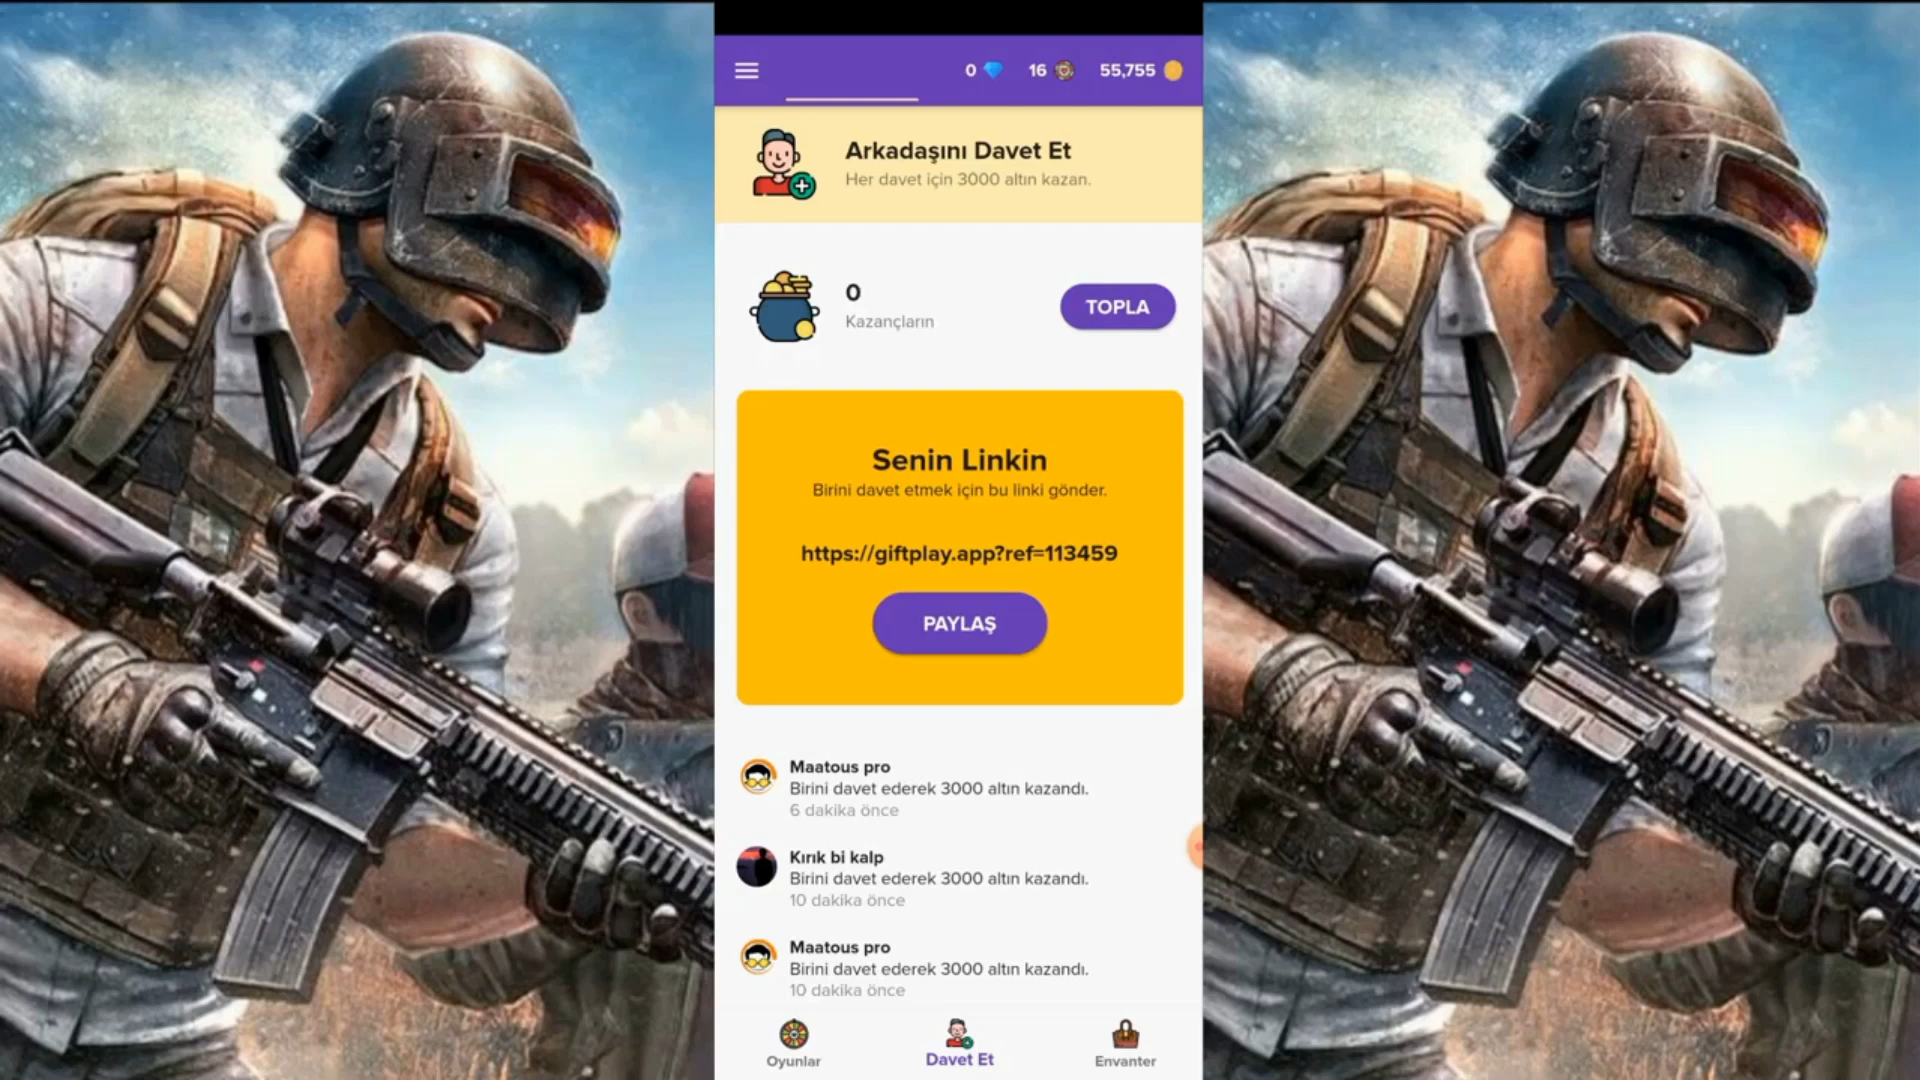 0 16 55,755
Arkadaşını Davet Et
Her davet için 3000 altın kazan.
0
Kazançların
TOPLA
Senin Linkin
Birini davet etmek için bu linki gönder.
https://giftplay.app?ref=113459
PAYLAŞ
Maatous pro
Birini davet ederek 3000 altın kazandı.
6 dakika önce
Kırık bi kalp
Birini davet ederek 3000 altın kazandı.
10 dakika önce
Maatous pro
Birini davet ederek 3000 altın kazandı.
10 dakika önce
Oyunlar Davet Et Envanter